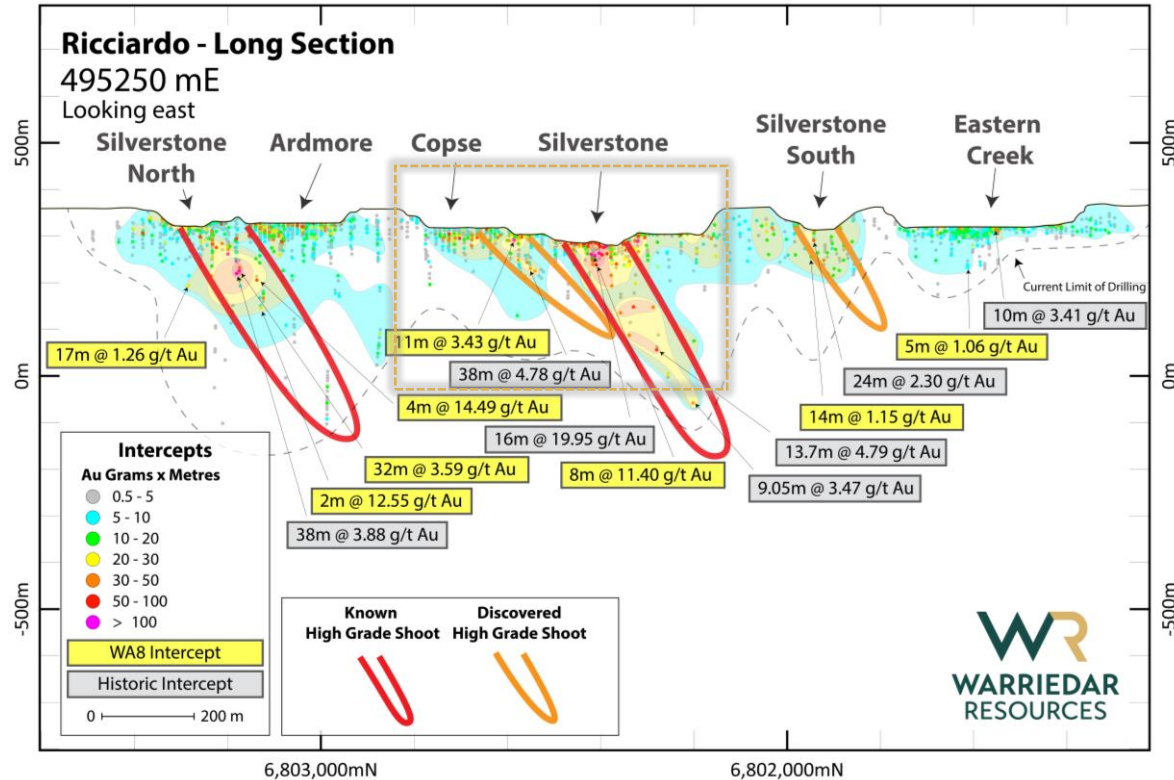 Ricciardo - Long Section
495250 mE
Looking east
Silverstone
North
Ardmore
Copse
Silverstone
Silverstone
South
Eastern
Creek
500m
500m
0m
0m
-500m
-500m
Current Limit of Drilling
17m @ 1.26 g/t Au
11m @ 3.43 g/t Au
38m @ 4.78 g/t Au
4m @ 14.49 g/t Au
16m @ 19.95 g/t Au
32m @ 3.59 g/t Au
8m @ 11.40 g/t Au
2m @ 12.55 g/t Au
38m @ 3.88 g/t Au
10m @ 3.41 g/t Au
5m @ 1.06 g/t Au
24m @ 2.30 g/t Au
14m @ 1.15 g/t Au
13.7m @ 4.79 g/t Au
9.05m @ 3.47 g/t Au
Intercepts
Au Grams x Metres
0.5 - 5
5 - 10
10 - 20
20 - 30
30 - 50
50 - 100
> 100
WA8 Intercept
Historic Intercept
0 200 m
Known
High Grade Shoot
Discovered
High Grade Shoot
WR
WARRIEDAR
RESOURCES
6,803,000mN
6,802,000mN